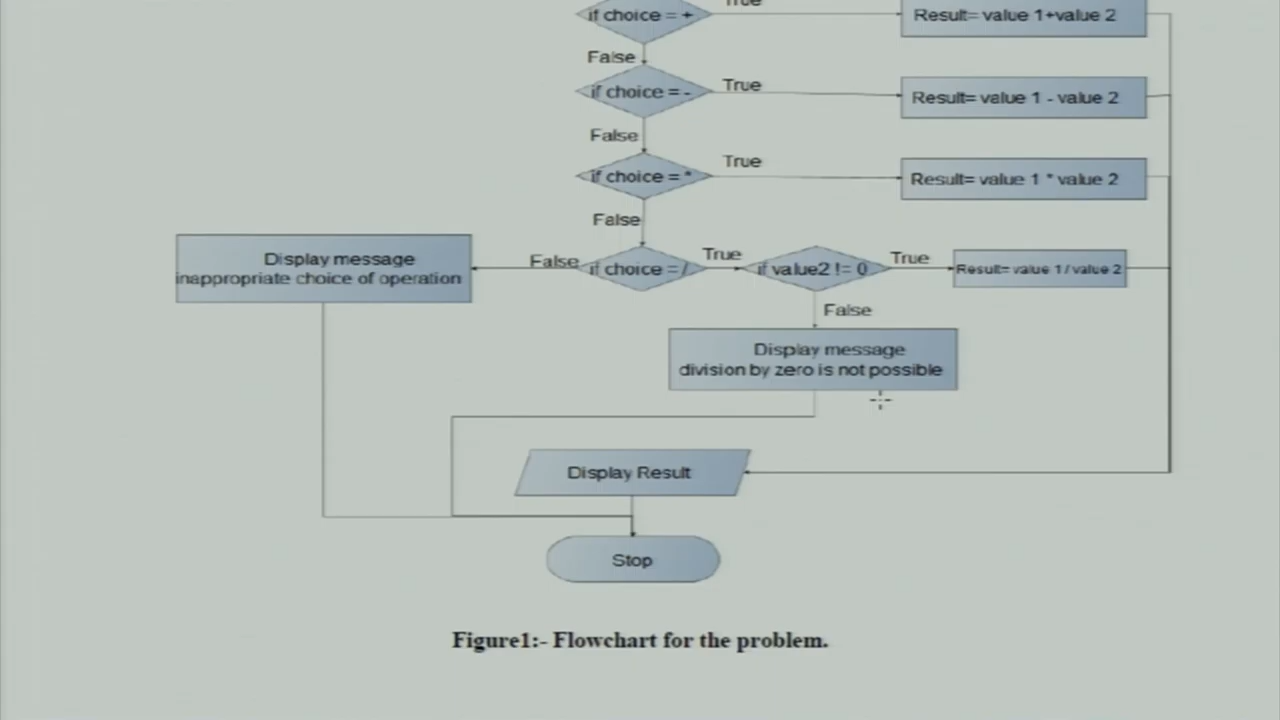 True
if choice = +
Result= value 1+value 2
False
if choice = -
True
Result= value 1 - value 2
False
if choice = *
True
Result= value 1 * value 2
False
Display message
inappropriate choice of operation
False
if choice = /
True
if value2 != 0
True
Result= value 1 / value 2
False
Display message
division by zero is not possible
Display Result
Stop
Figure1:- Flowchart for the problem.